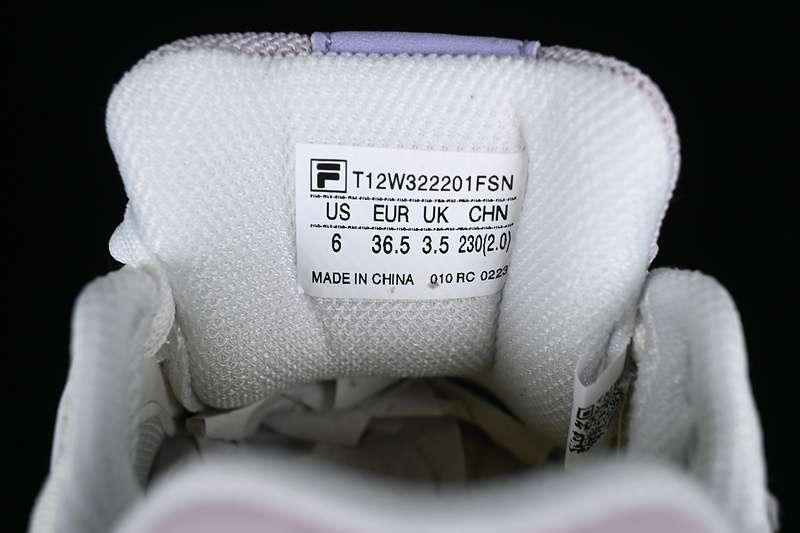 F T12W322201FSN
US EUR UK CHN
6 36.5 3.5 230(2.0)
MADE IN CHINA 010 RC 0223